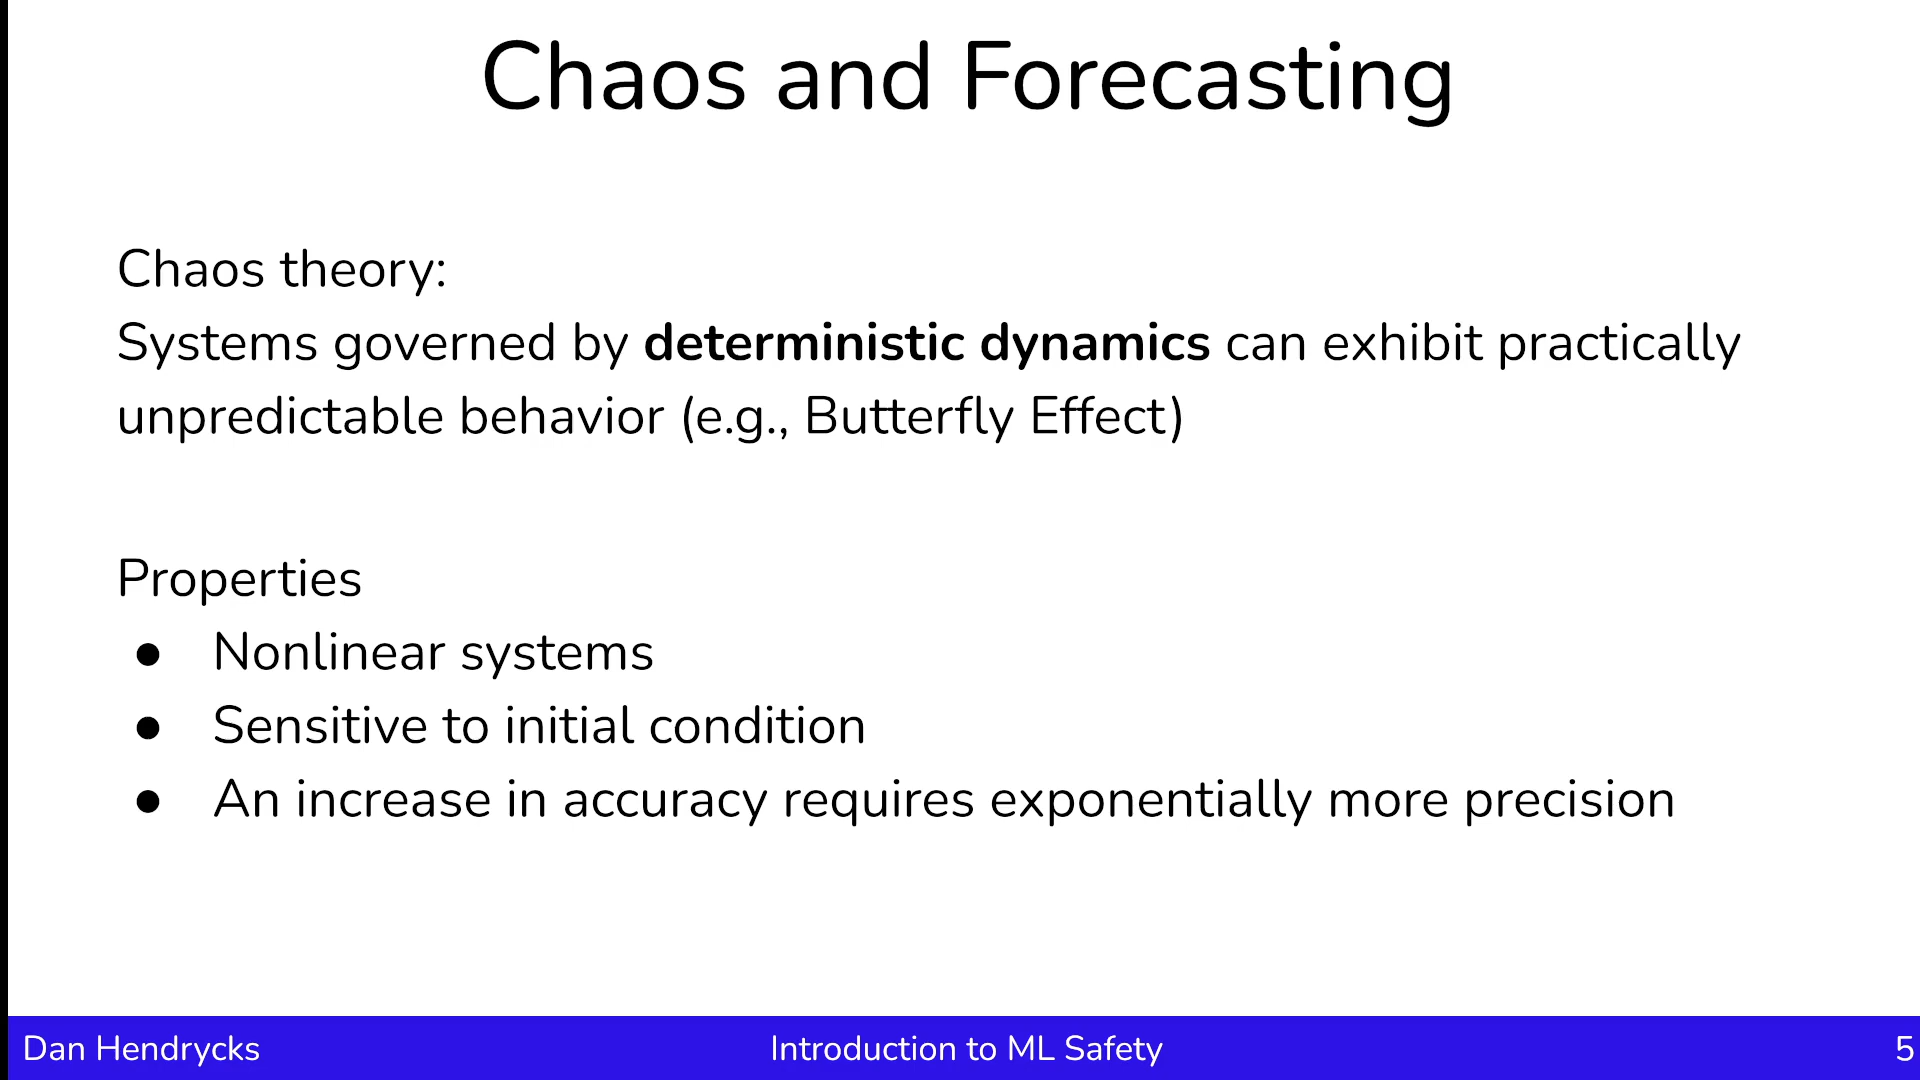 Chaos and Forecasting
Chaos theory:
Systems governed by deterministic dynamics can exhibit practically
unpredictable behavior (e.g., Butterfly Effect)
Properties
● Nonlinear systems
● Sensitive to initial condition
● An increase in accuracy requires exponentially more precision
Dan Hendrycks
Introduction to ML Safety
5